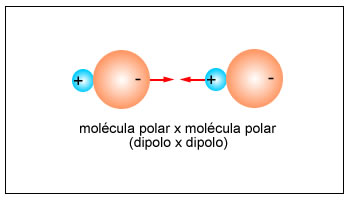 + - + -
molécula polar x molécula polar
(dipolo x dipolo)